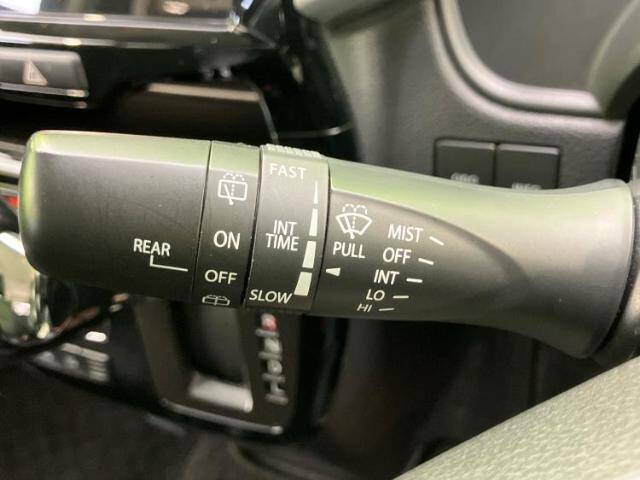 REAR
ON
OFF
FAST
INT
TIME
SLOW
PULL
MIST
OFF
INT
LO
HI